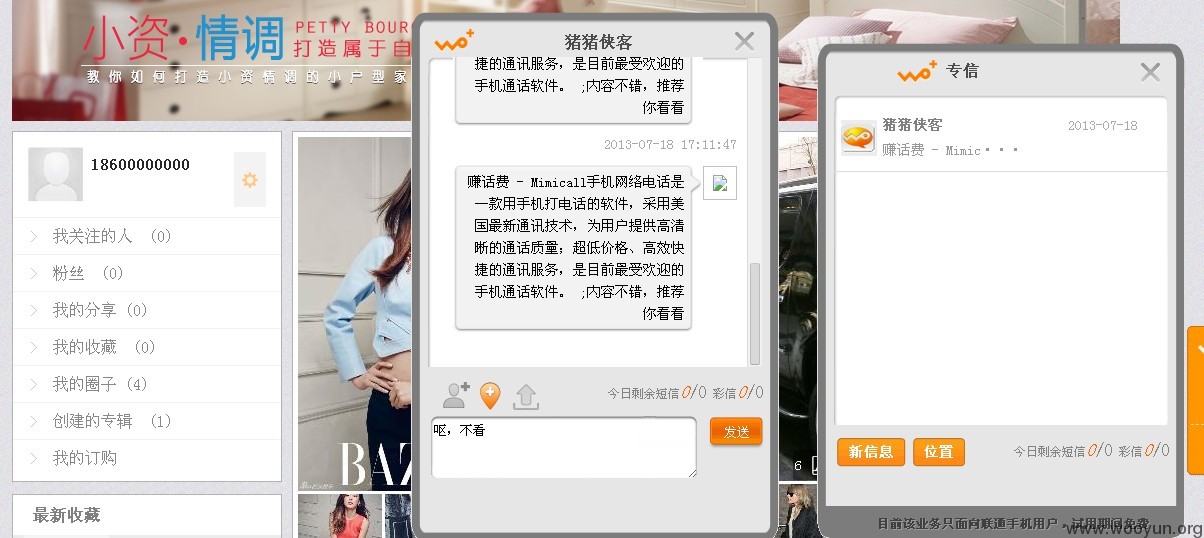 小资·情调
PETTY BOUR
打造属于自
教你如何打造小资情调的小户型家
18600000000
我关注的人 (0)
粉丝 (0)
我的分享 (0)
我的收藏 (0)
我的圈子 (4)
创建的专辑 (1)
我的订购
最新收藏
BAZ
6
wo+
猪猪侠客
捷的通讯服务，是目前最受欢迎的
手机通话软件。 ;内容不错，推荐
你看看
2013-07-18 17:11:47
赚话费 - Mimicall手机网络电话是
一款用手机打电话的软件，采用美
国最新通讯技术，为用户提供高清
晰的通话质量；超低价格、高效快
捷的通讯服务，是目前最受欢迎的
手机通话软件。 ;内容不错，推荐
你看看
今日剩余短信0/0 彩信0/0
呕，不看
发送
wo+
专信
猪猪侠客
2013-07-18
赚话费 - Mimic···
新信息
位置
今日剩余短信0/0 彩信0/0
目前该业务只面向联通手机用户，试用期间免费
www.wooyun.org